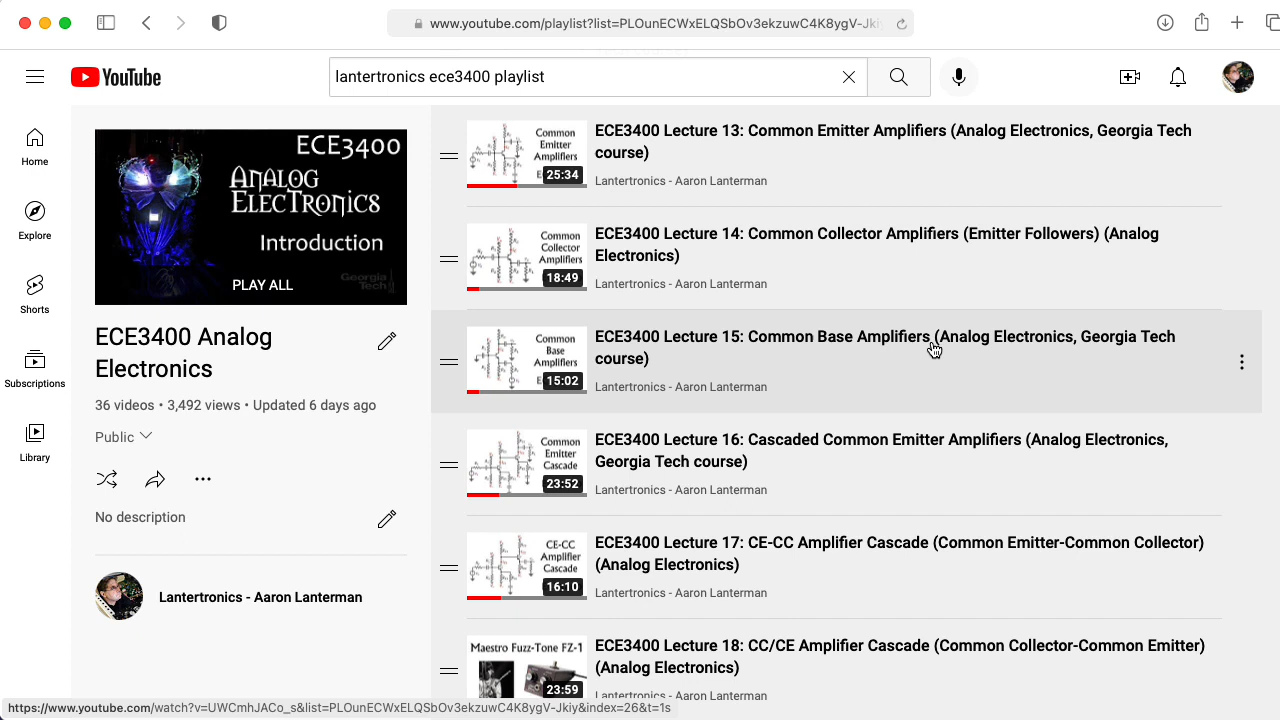 www.youtube.com/playlist?list=PLOunECWxELQSbOv3ekzuwC4K8ygV-Jkiy
YouTube
lantertronics ece3400 playlist
Home
Explore
Shorts
Subscriptions
Library
ECE3400
Analog
Electronics
Introduction
PLAY ALL
Georgia
Tech
ECE3400 Analog
Electronics
36 videos • 3,492 views • Updated 6 days ago
Public
No description
Lantertronics - Aaron Lanterman
Common
Emitter
Amplifiers
25:34
ECE3400 Lecture 13: Common Emitter Amplifiers (Analog Electronics, Georgia Tech
course)
Lantertronics - Aaron Lanterman
Common
Collector
Amplifiers
18:49
ECE3400 Lecture 14: Common Collector Amplifiers (Emitter Followers) (Analog
Electronics)
Lantertronics - Aaron Lanterman
Common
Base
Amplifiers
15:02
ECE3400 Lecture 15: Common Base Amplifiers (Analog Electronics, Georgia Tech
course)
Lantertronics - Aaron Lanterman
Common
Emitter
Cascade
23:52
ECE3400 Lecture 16: Cascaded Common Emitter Amplifiers (Analog Electronics,
Georgia Tech course)
Lantertronics - Aaron Lanterman
CE-CC
Amplifier
Cascade
16:10
ECE3400 Lecture 17: CE-CC Amplifier Cascade (Common Emitter-Common Collector)
(Analog Electronics)
Lantertronics - Aaron Lanterman
Maestro Fuzz-Tone FZ-1
23:59
ECE3400 Lecture 18: CC/CE Amplifier Cascade (Common Collector-Common Emitter)
(Analog Electronics)
Lantertronics - Aaron Lanterman
https://www.youtube.com/watch?v=UWCmhJACo_s&list=PLOunECWxELQSbOv3ekzuwC4K8ygV-Jkiy&index=26&t=1s